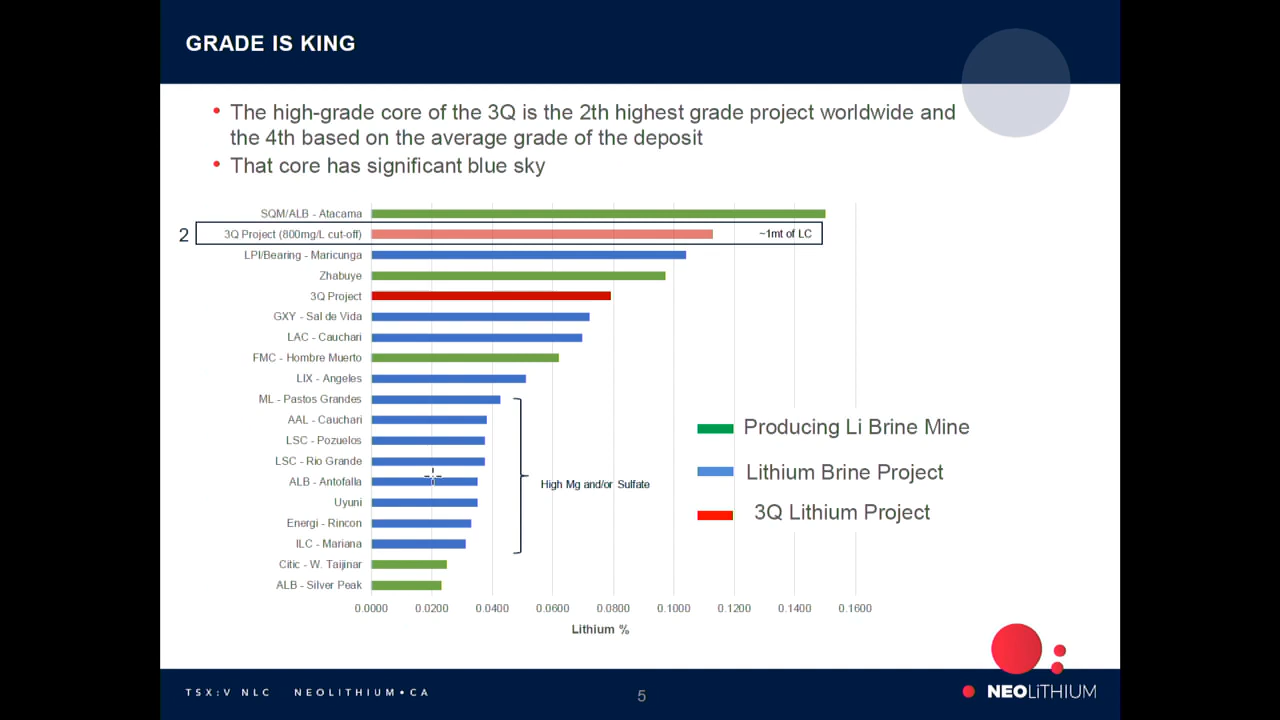 GRADE IS KING
• The high-grade core of the 3Q is the 2th highest grade project worldwide and
the 4th based on the average grade of the deposit
• That core has significant blue sky
SQM/ALB - Atacama
2
3Q Project (800mg/L cut-off)
~1mt of LC
LPI/Bearing - Maricunga
Zhabuye
3Q Project
GXY - Sal de Vida
LAC - Cauchari
FMC - Hombre Muerto
LIX - Angeles
ML - Pastos Grandes
AAL - Cauchari
LSC - Pozuelos
LSC - Rio Grande
ALB - Antofalla
Uyuni
Energi - Rincon
ILC - Mariana
Citic - W. Taijinar
ALB - Silver Peak
High Mg and/or Sulfate
Producing Li Brine Mine
Lithium Brine Project
3Q Lithium Project
0.0000 0.0200 0.0400 0.0600 0.0800 0.1000 0.1200 0.1400 0.1600
Lithium %
TSX:V NLC NEOLITHIUM•CA
5
NEOLiTHIUM